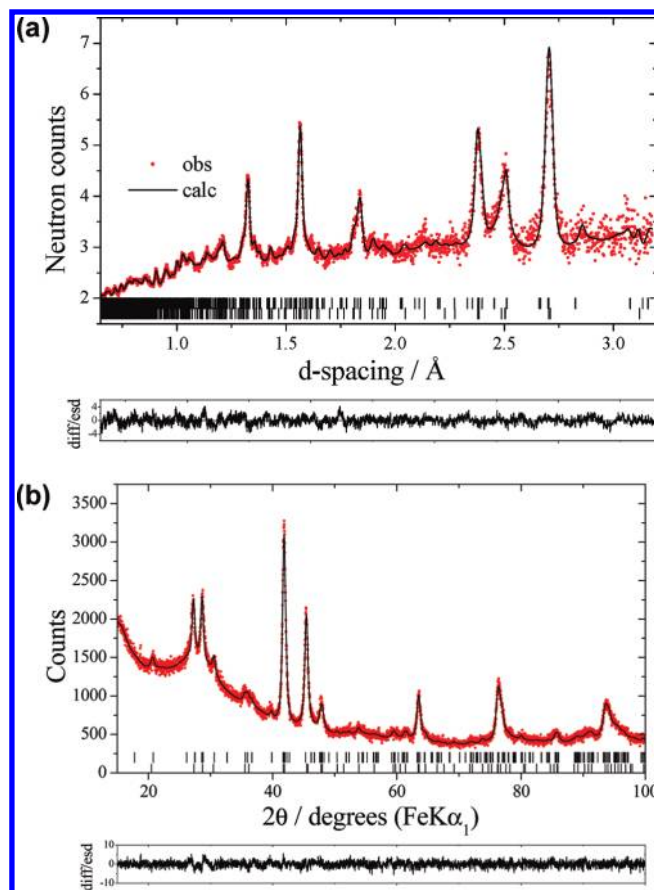 (a)
7
6
5
4
3
2
Neutron counts
obs
calc
1.0 1.5 2.0 2.5 3.0
d-spacing / Å
diff/esd
4
0
-4
(b)
3500
3000
2500
2000
1500
1000
500
0
Counts
20 40 60 80 100
2θ / degrees (FeKα₁)
diff/esd
10
0
-10